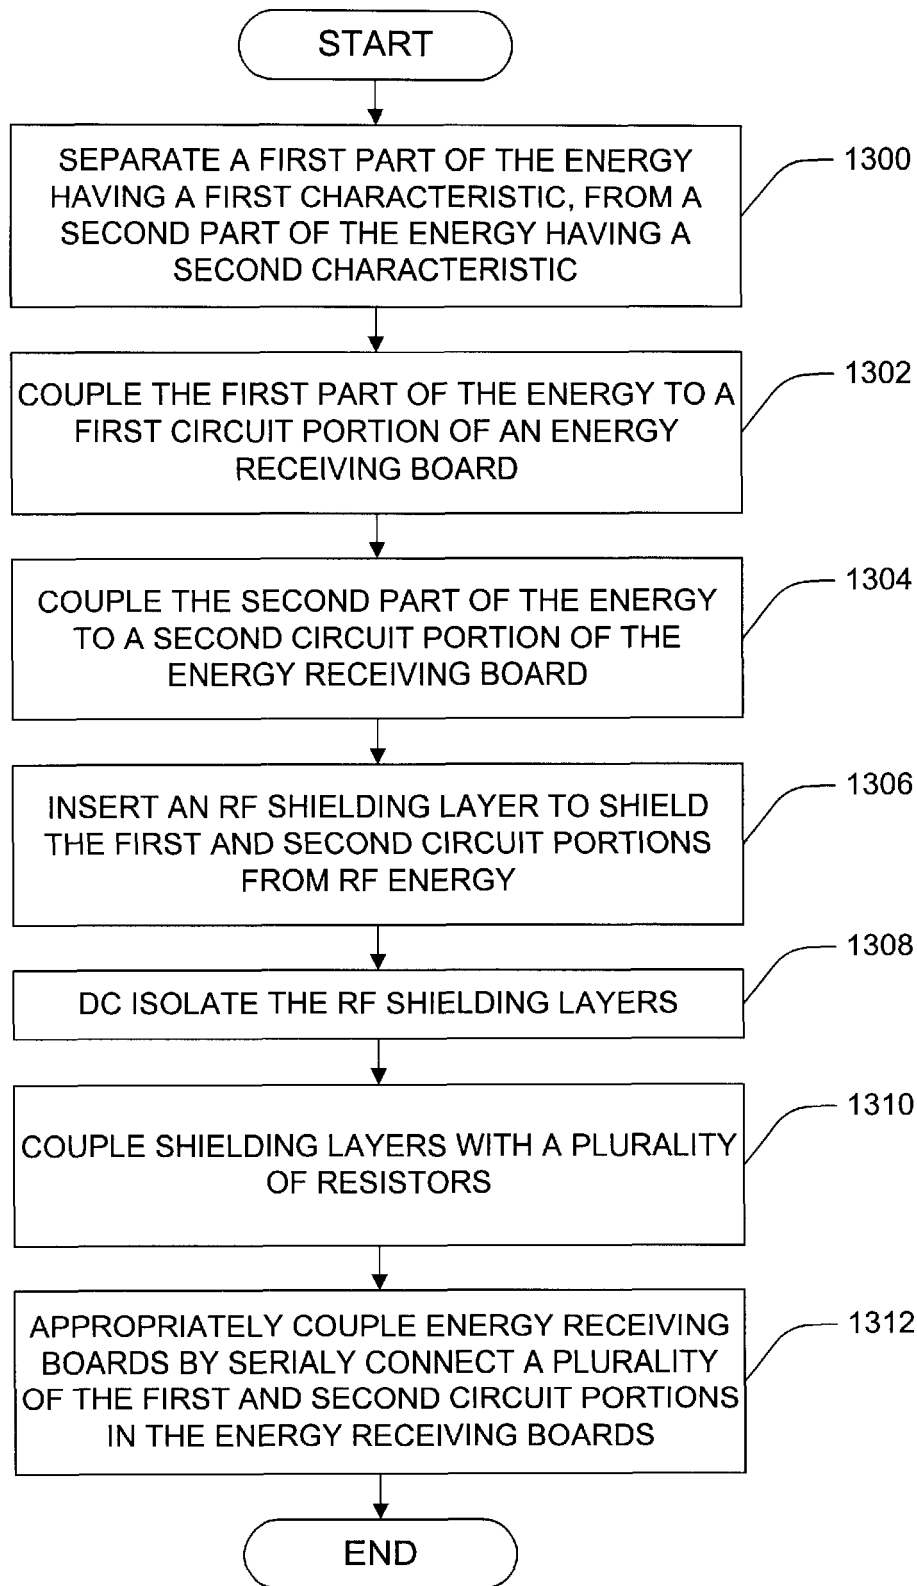 START
SEPARATE A FIRST PART OF THE ENERGY
HAVING A FIRST CHARACTERISTIC, FROM A
SECOND PART OF THE ENERGY HAVING A
SECOND CHARACTERISTIC
1300
COUPLE THE FIRST PART OF THE ENERGY TO A
FIRST CIRCUIT PORTION OF AN ENERGY
RECEIVING BOARD
1302
COUPLE THE SECOND PART OF THE ENERGY
TO A SECOND CIRCUIT PORTION OF THE
ENERGY RECEIVING BOARD
1304
INSERT AN RF SHIELDING LAYER TO SHIELD
THE FIRST AND SECOND CIRCUIT PORTIONS
FROM RF ENERGY
1306
DC ISOLATE THE RF SHIELDING LAYERS
1308
COUPLE SHIELDING LAYERS WITH A PLURALITY
OF RESISTORS
1310
APPROPRIATELY COUPLE ENERGY RECEIVING
BOARDS BY SERIALY CONNECT A PLURALITY
OF THE FIRST AND SECOND CIRCUIT PORTIONS
IN THE ENERGY RECEIVING BOARDS
1312
END